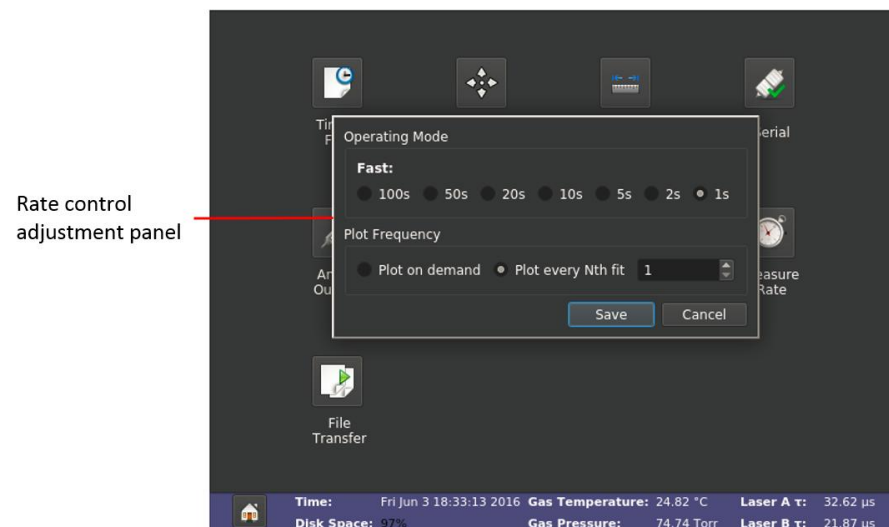 Rate control
adjustment panel
Operating Mode
Fast:
100s 50s 20s 10s 5s 2s 1s
Plot Frequency
Plot on demand Plot every Nth fit 1
Save Cancel
Rate
File
Transfer
Time: Fri Jun 3 18:33:13 2016 Gas Temperature: 24.82 °C Laser A τ: 32.62 µs
Disk Space: 97% Gas Pressure: 74.74 Torr Laser B τ: 21.87 µs